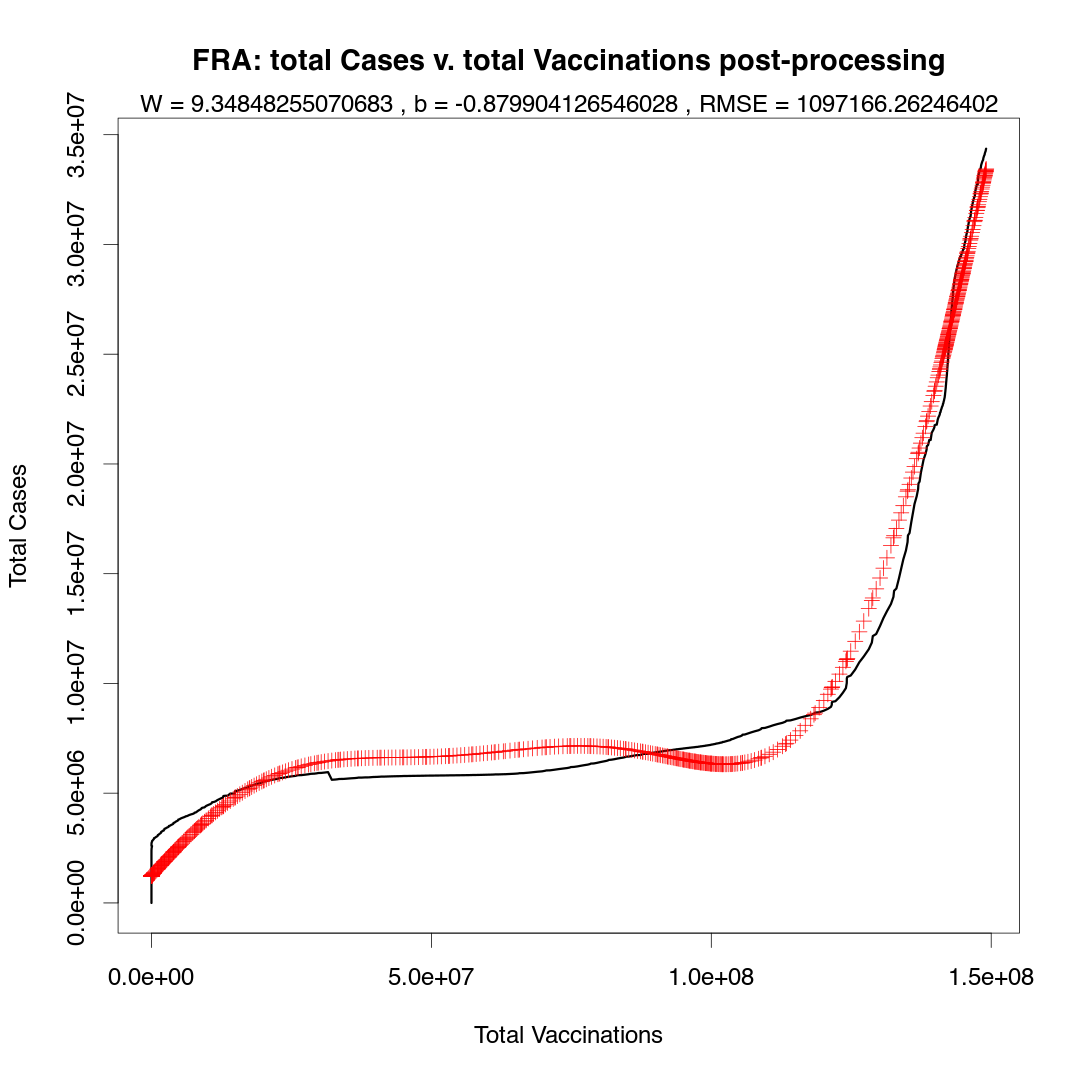 FRA: total Cases v. total Vaccinations post-processing
W = 9.34848255070683 , b = -0.879904126546028 , RMSE = 1097166.26246402
Total Cases
3.5e+07
3.0e+07
2.5e+07
2.0e+07
1.5e+07
1.0e+07
5.0e+06
0.0e+00
0.0e+00 5.0e+07 1.0e+08 1.5e+08
Total Vaccinations